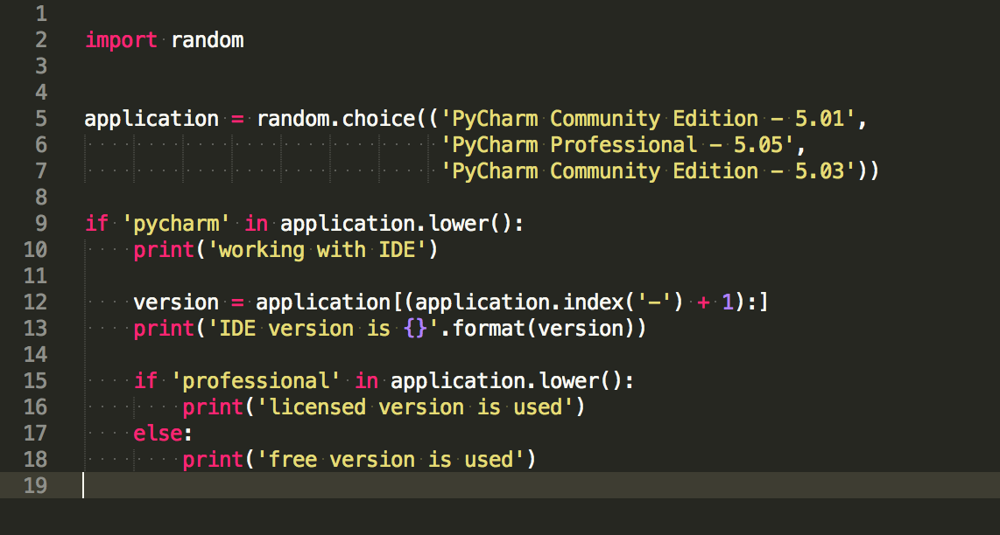 1
2 import random
3
4
5 application = random.choice(('PyCharm Community Edition - 5.01',
6                              'PyCharm Professional - 5.05',
7                              'PyCharm Community Edition - 5.03'))
8
9 if 'pycharm' in application.lower():
10     print('working with IDE')
11
12     version = application[(application.index('-') + 1):]
13     print('IDE version is {}'.format(version))
14
15     if 'professional' in application.lower():
16         print('licensed version is used')
17     else:
18         print('free version is used')
19